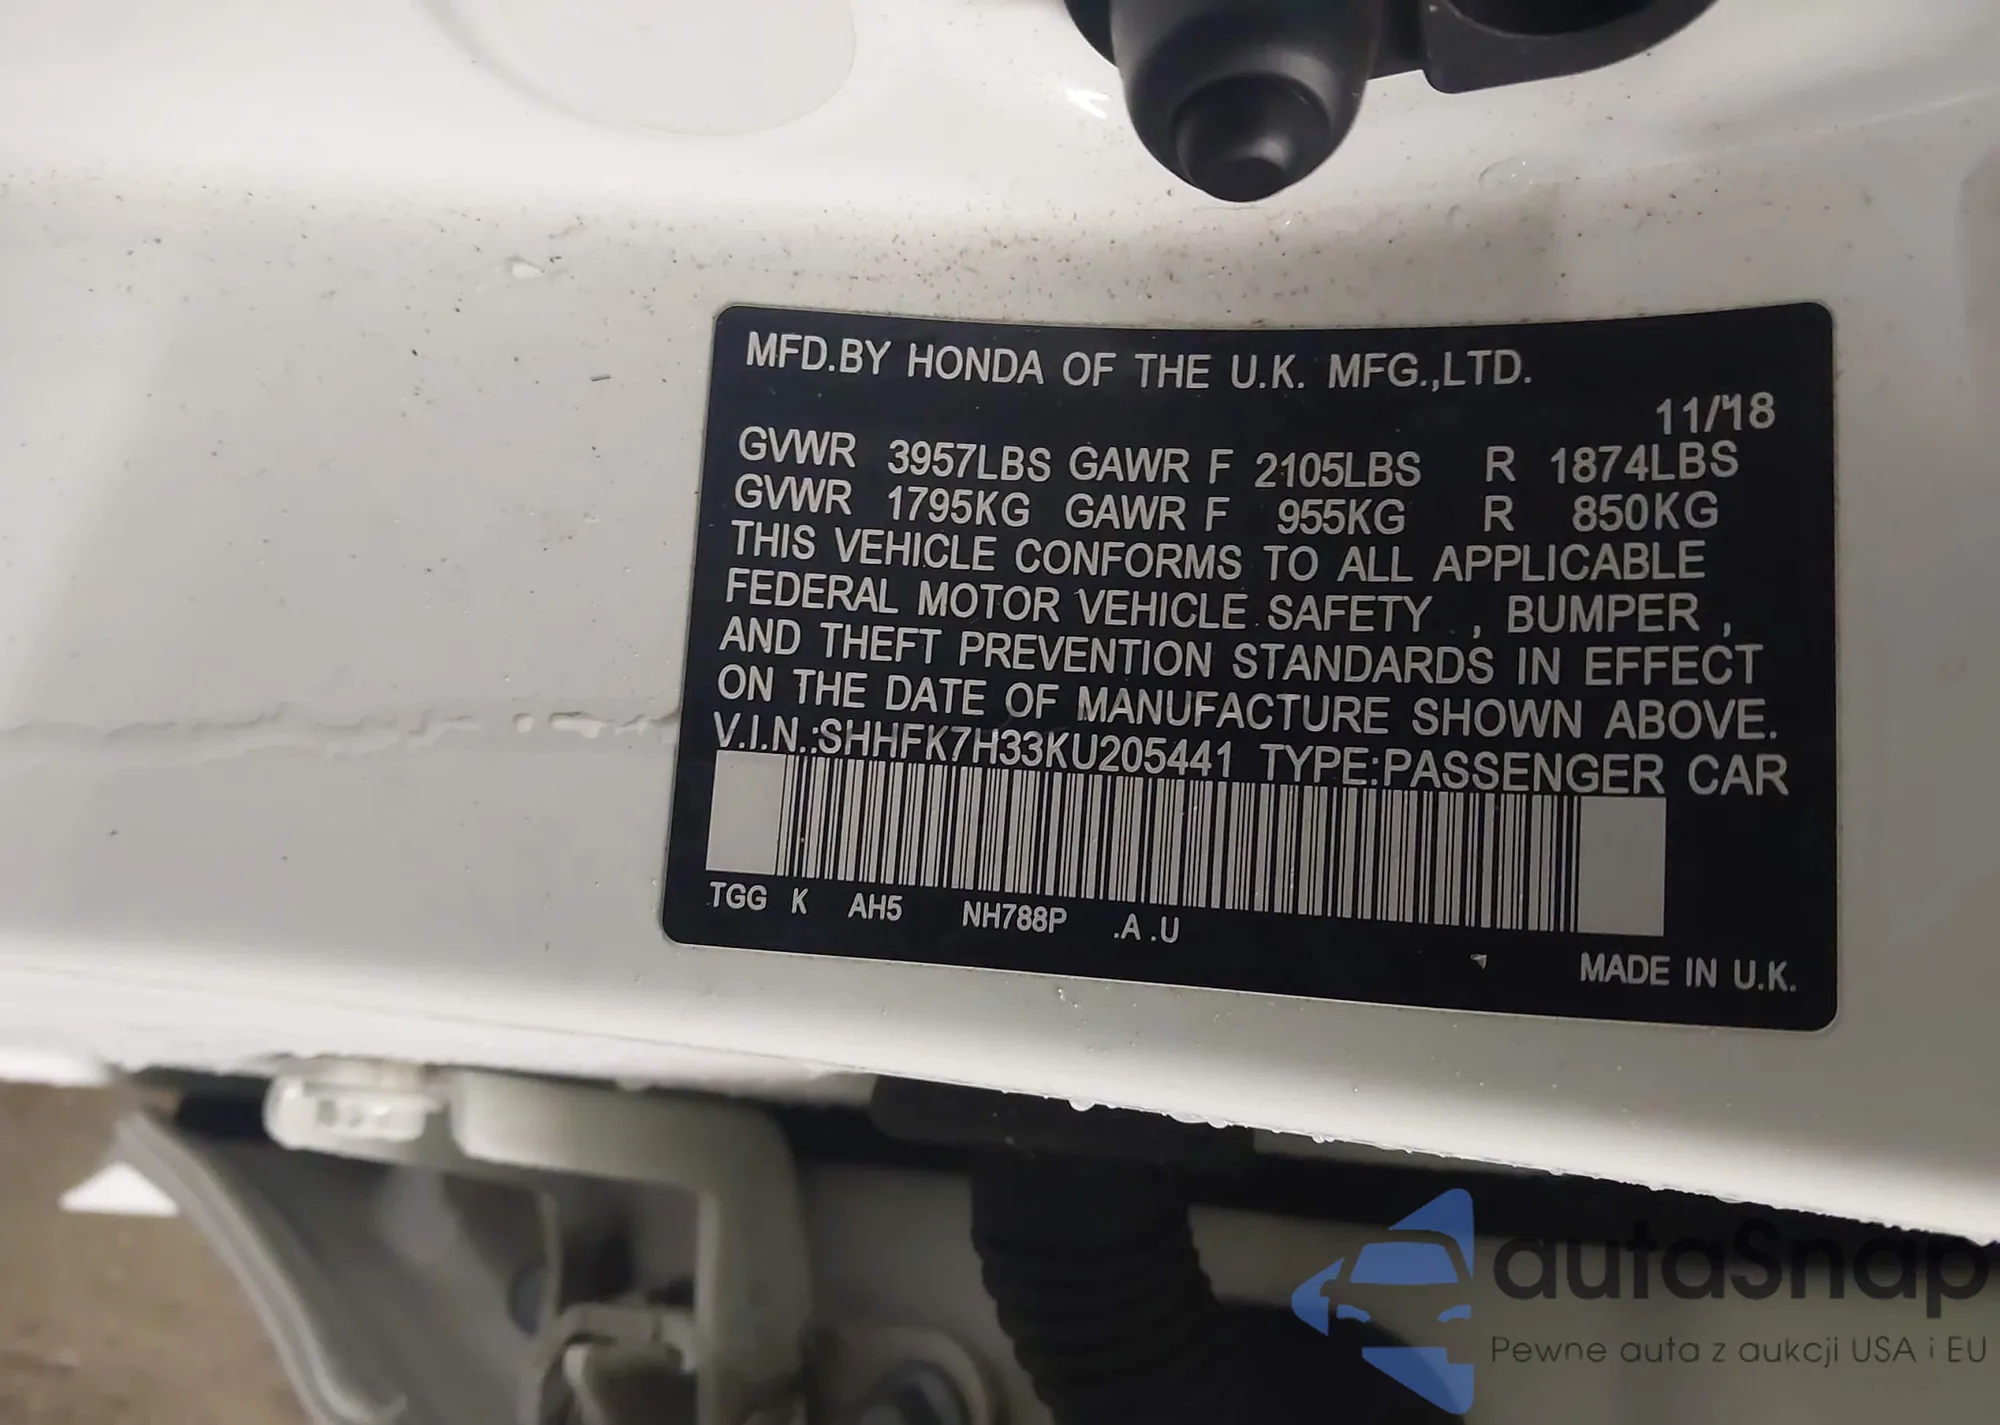 MFD.BY HONDA OF THE U.K. MFG.,LTD.
11/18
GVWR 3957LBS GAWR F 2105LBS R 1874LBS
GVWR 1795KG GAWR F 955KG R 850KG
THIS VEHICLE CONFORMS TO ALL APPLICABLE
FEDERAL MOTOR VEHICLE SAFETY , BUMPER ,
AND THEFT PREVENTION STANDARDS IN EFFECT
ON THE DATE OF MANUFACTURE SHOWN ABOVE.
V.I.N.:SHHFK7H33KU205441 TYPE:PASSENGER CAR
TGG K AH5 NH788P .A .U
MADE IN U.K.
autaSnap
Pewne auta z aukcji USA i EU